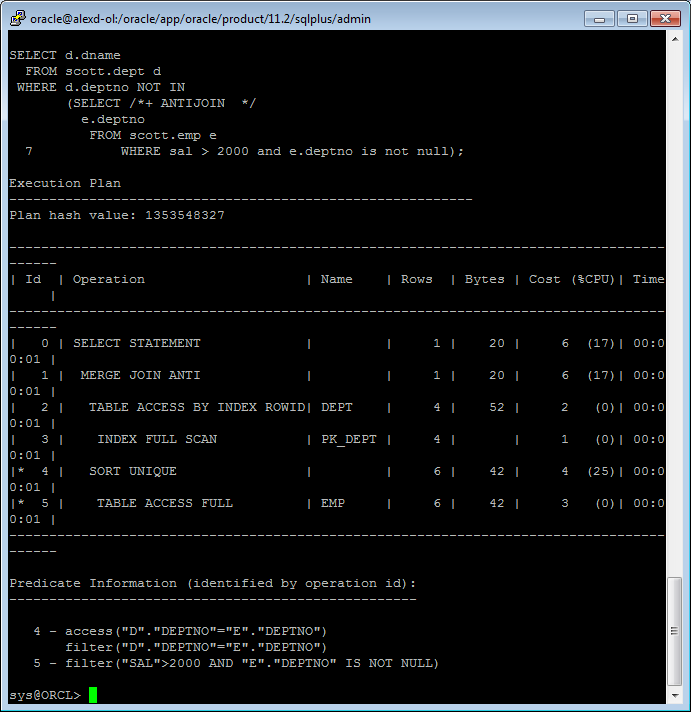 oracle@alexd-ol:/oracle/app/oracle/product/11.2/sqlplus/admin
SELECT d.dname
  FROM scott.dept d
 WHERE d.deptno NOT IN
       (SELECT /*+ ANTIJOIN  */
         e.deptno
          FROM scott.emp e
  7           WHERE sal > 2000 and e.deptno is not null);
Execution Plan
----------------------------------------------------------
Plan hash value: 1353548327
----------------------------------------------------------------------------------
------
| Id  | Operation                    | Name    | Rows  | Bytes | Cost (%CPU)| Time
     |
----------------------------------------------------------------------------------
------
|   0 | SELECT STATEMENT             |         |     1 |    20 |     6  (17)| 00:0
0:01 |
|   1 |  MERGE JOIN ANTI             |         |     1 |    20 |     6  (17)| 00:0
0:01 |
|   2 |   TABLE ACCESS BY INDEX ROWID| DEPT    |     4 |    52 |     2   (0)| 00:0
0:01 |
|   3 |    INDEX FULL SCAN           | PK_DEPT |     4 |       |     1   (0)| 00:0
0:01 |
|*  4 |   SORT UNIQUE                |         |     6 |    42 |     4  (25)| 00:0
0:01 |
|*  5 |    TABLE ACCESS FULL         | EMP     |     6 |    42 |     3   (0)| 00:0
0:01 |
----------------------------------------------------------------------------------
------
Predicate Information (identified by operation id):
---------------------------------------------------
   4 - access("D"."DEPTNO"="E"."DEPTNO")
       filter("D"."DEPTNO"="E"."DEPTNO")
   5 - filter("SAL">2000 AND "E"."DEPTNO" IS NOT NULL)
sys@ORCL>